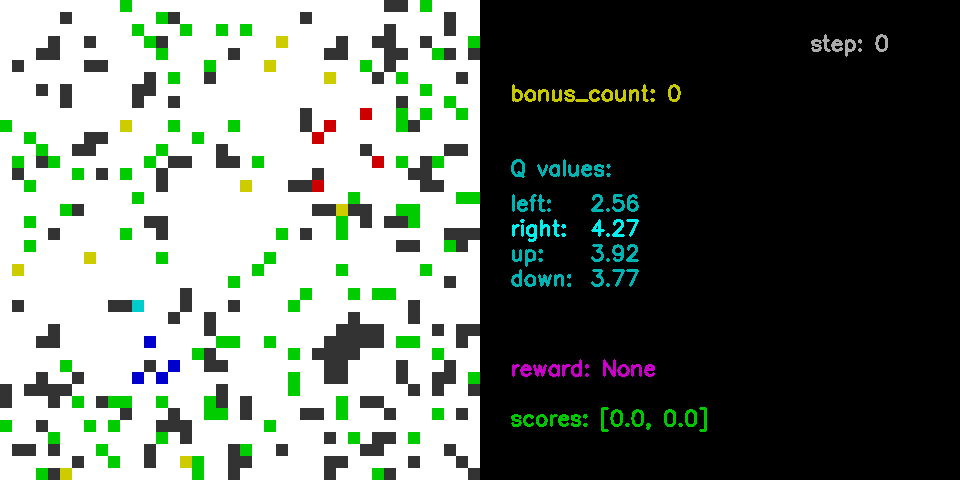 step: 0
bonus_count: 0
Q values:
left: 2.56
right: 4.27
up: 3.92
down: 3.77
reward: None
scores: [0.0, 0.0]